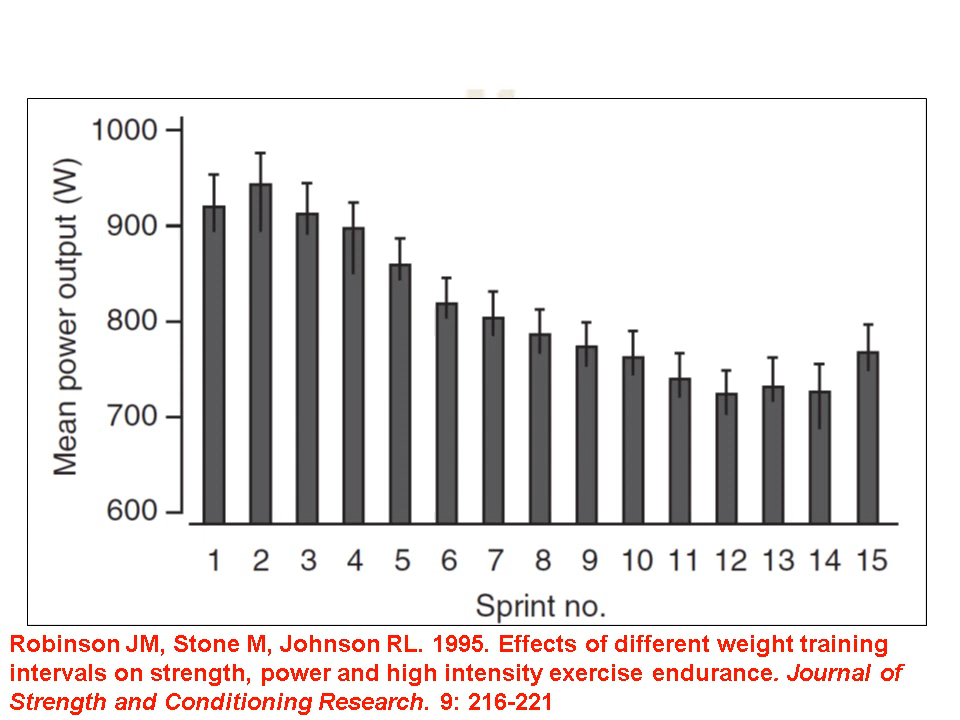 Mean power output (W)
1000
900
800
700
600
1 2 3 4 5 6 7 8 9 10 11 12 13 14 15
Sprint no.
Robinson JM, Stone M, Johnson RL. 1995. Effects of different weight training
intervals on strength, power and high intensity exercise endurance. Journal of
Strength and Conditioning Research. 9: 216-221